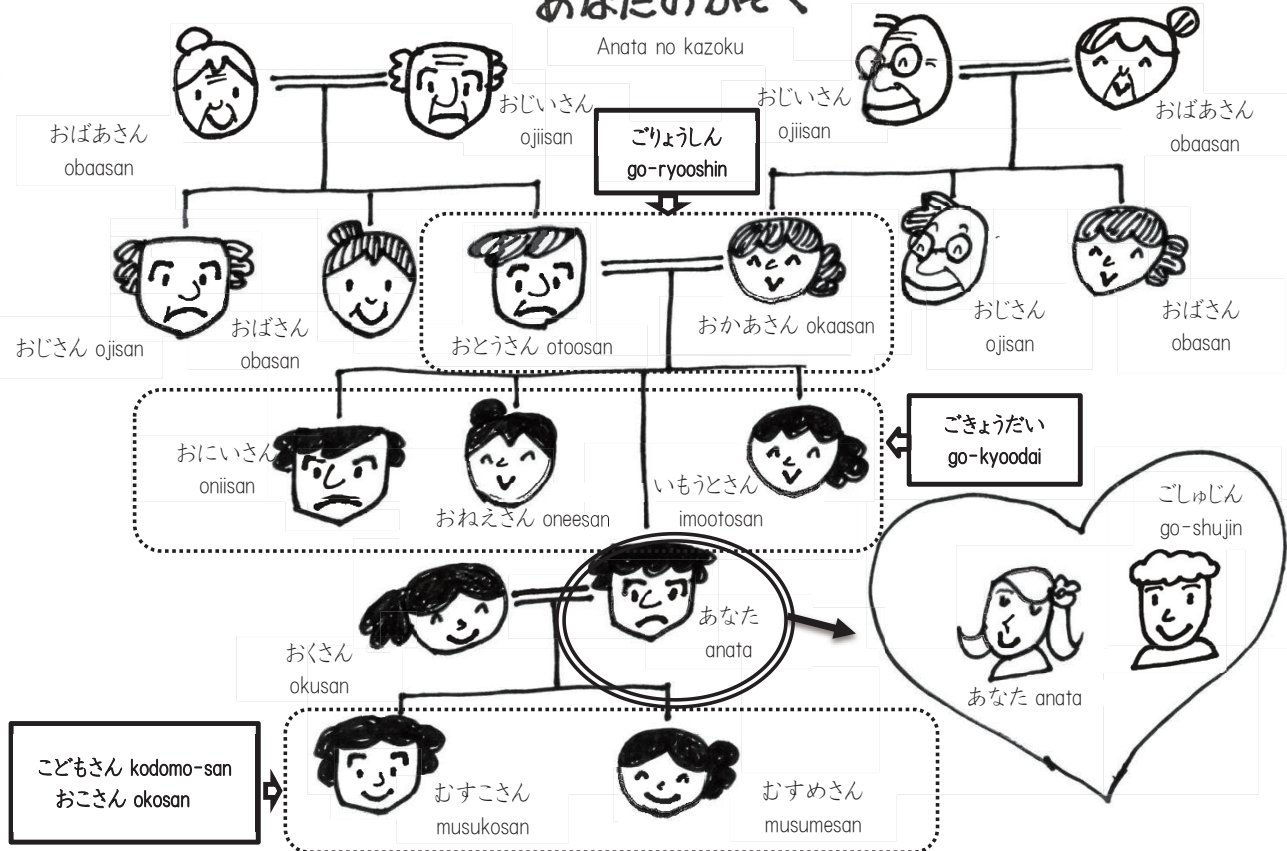 あなたのかぞく
Anata no kazoku
おばあさん
obaasan
おじいさん
ojiisan
ごりょうしん
go-ryooshin
おじいさん
ojiisan
おばあさん
obaasan
おじさん ojisan
おばさん
obasan
おとうさん otoosan
おかあさん okaasan
おじさん
ojisan
おばさん
obasan
おにいさん
oniisan
おねえさん oneesan
いもうとさん
imootosan
ごきょうだい
go-kyoodai
ごしゅじん
go-shujin
おくさん
okusan
あなた
anata
あなた anata
こどもさん kodomo-san
おこさん okosan
むすこさん
musukosan
むすめさん
musumesan